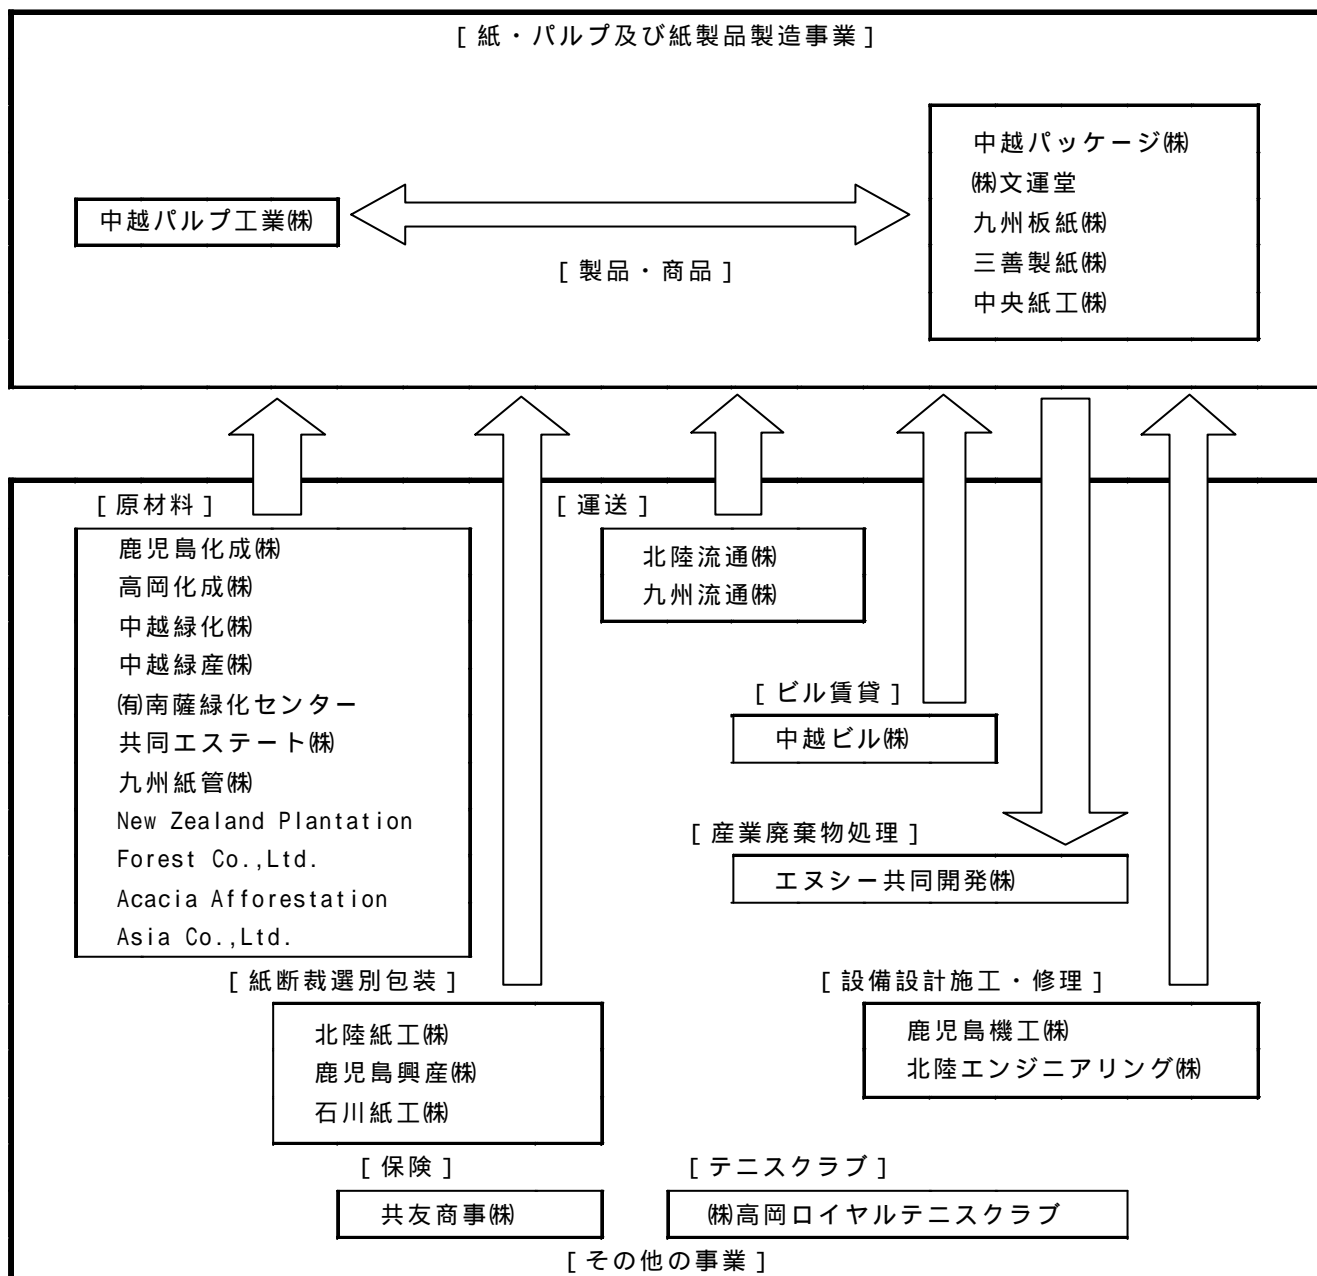 [紙・パルプ及び紙製品製造事業]
中越パルプ工業㈱
[製品・商品]
中越パッケージ㈱
㈱文運堂
九州板紙㈱
三善製紙㈱
中央紙工㈱
[原材料]
鹿児島化成㈱
高岡化成㈱
中越緑化㈱
中越緑産㈱
㈲南薩緑化センター
共同エステート㈱
九州紙管㈱
New Zealand Plantation
Forest Co.,Ltd.
Acacia Afforestation
Asia Co.,Ltd.
[運送]
北陸流通㈱
九州流通㈱
[ビル賃貸]
中越ビル㈱
[産業廃棄物処理]
エヌシー共同開発㈱
[紙断裁選別包装]
北陸紙工㈱
鹿児島興産㈱
石川紙工㈱
[設備設計施工・修理]
鹿児島機工㈱
北陸エンジニアリング㈱
[保険]
共友商事㈱
[テニスクラブ]
㈱高岡ロイヤルテニスクラブ
[その他の事業]